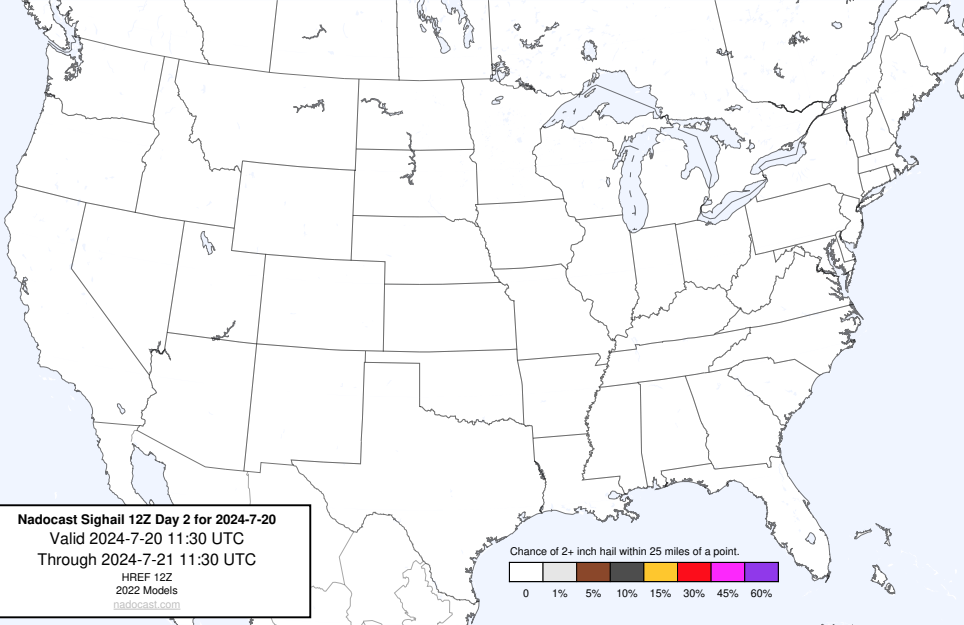 Nadocast Sighail 12Z Day 2 for 2024-7-20
Valid 2024-7-20 11:30 UTC
Through 2024-7-21 11:30 UTC
HREF 12Z
2022 Models
nadocast.com
Chance of 2+ inch hail within 25 miles of a point.
0 1% 5% 10% 15% 30% 45% 60%